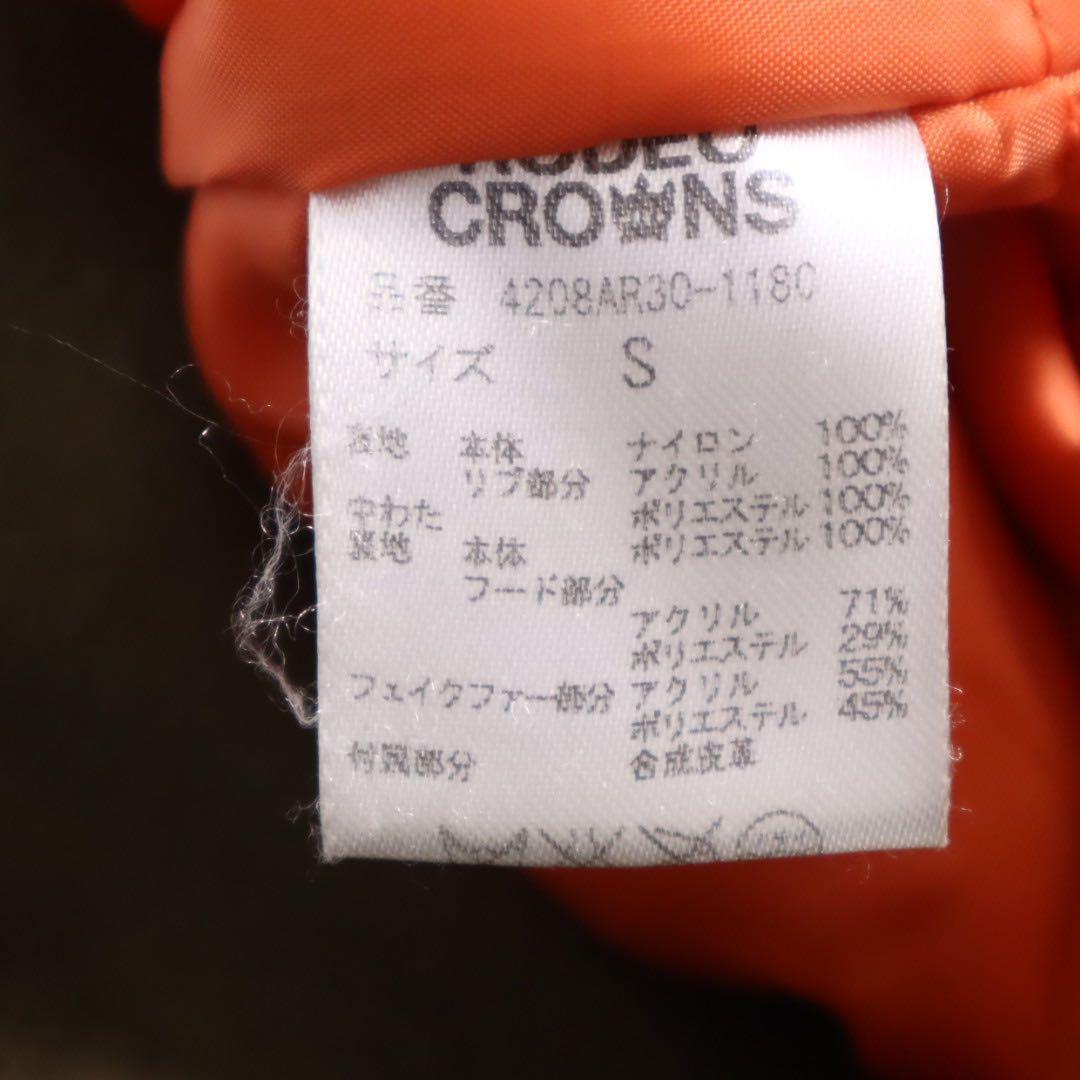 RODEO
CROWNS
品番 4208AR30-1180
サイズ S
表地 本体 ナイロン 100%
リブ部分 アクリル 100%
中わた ポリエステル 100%
裏地 本体 ポリエステル 100%
フード部分
アクリル 71%
ポリエステル 29%
フェイクファー部分 アクリル 55%
ポリエステル 45%
付属部分 合成皮革